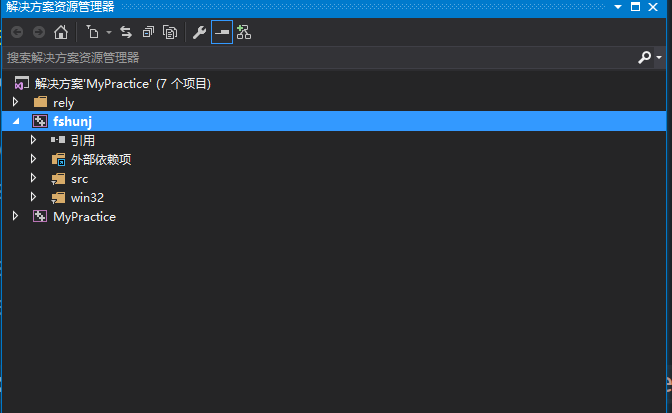 解决方案资源管理器
搜索解决方案资源管理器
解决方案'MyPractice' (7 个项目)
rely
fshunj
引用
外部依赖项
src
win32
MyPractice